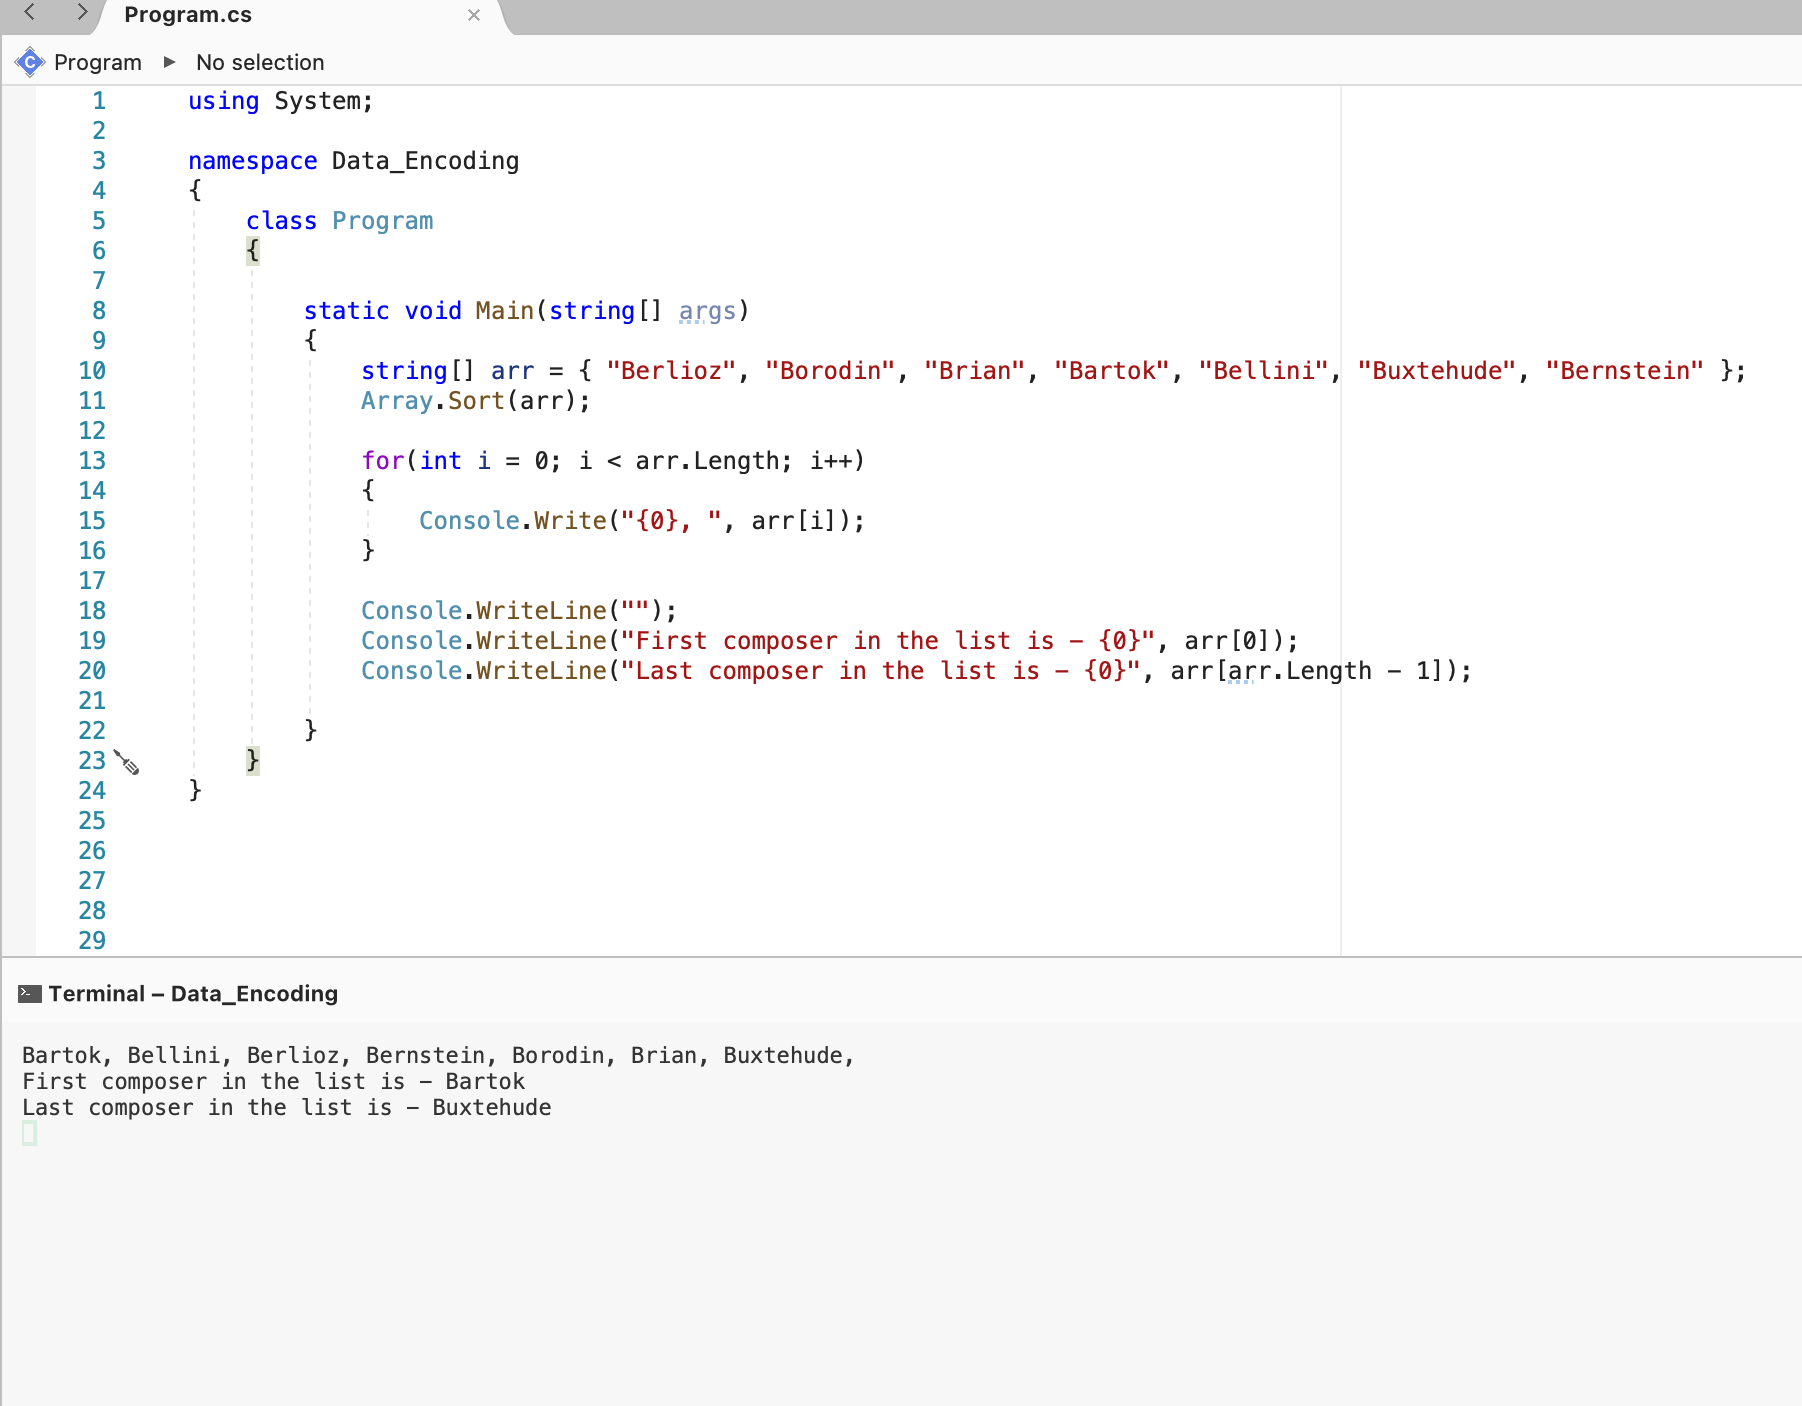 Program.cs
Program ▶ No selection
1 using System;
2
3 namespace Data_Encoding
4 {
5 class Program
6 {
7
8 static void Main(string[] args)
9 {
10 string[] arr = { "Berlioz", "Borodin", "Brian", "Bartok", "Bellini", "Buxtehude", "Bernstein" };
11 Array.Sort(arr);
12
13 for(int i = 0; i < arr.Length; i++)
14 {
15 Console.Write("{0}, ", arr[i]);
16 }
17
18 Console.WriteLine("");
19 Console.WriteLine("First composer in the list is – {0}", arr[0]);
20 Console.WriteLine("Last composer in the list is – {0}", arr[arr.Length - 1]);
21
22 }
23 }
24 }
25
26
27
28
29
Terminal – Data_Encoding
Bartok, Bellini, Berlioz, Bernstein, Borodin, Brian, Buxtehude,
First composer in the list is – Bartok
Last composer in the list is – Buxtehude